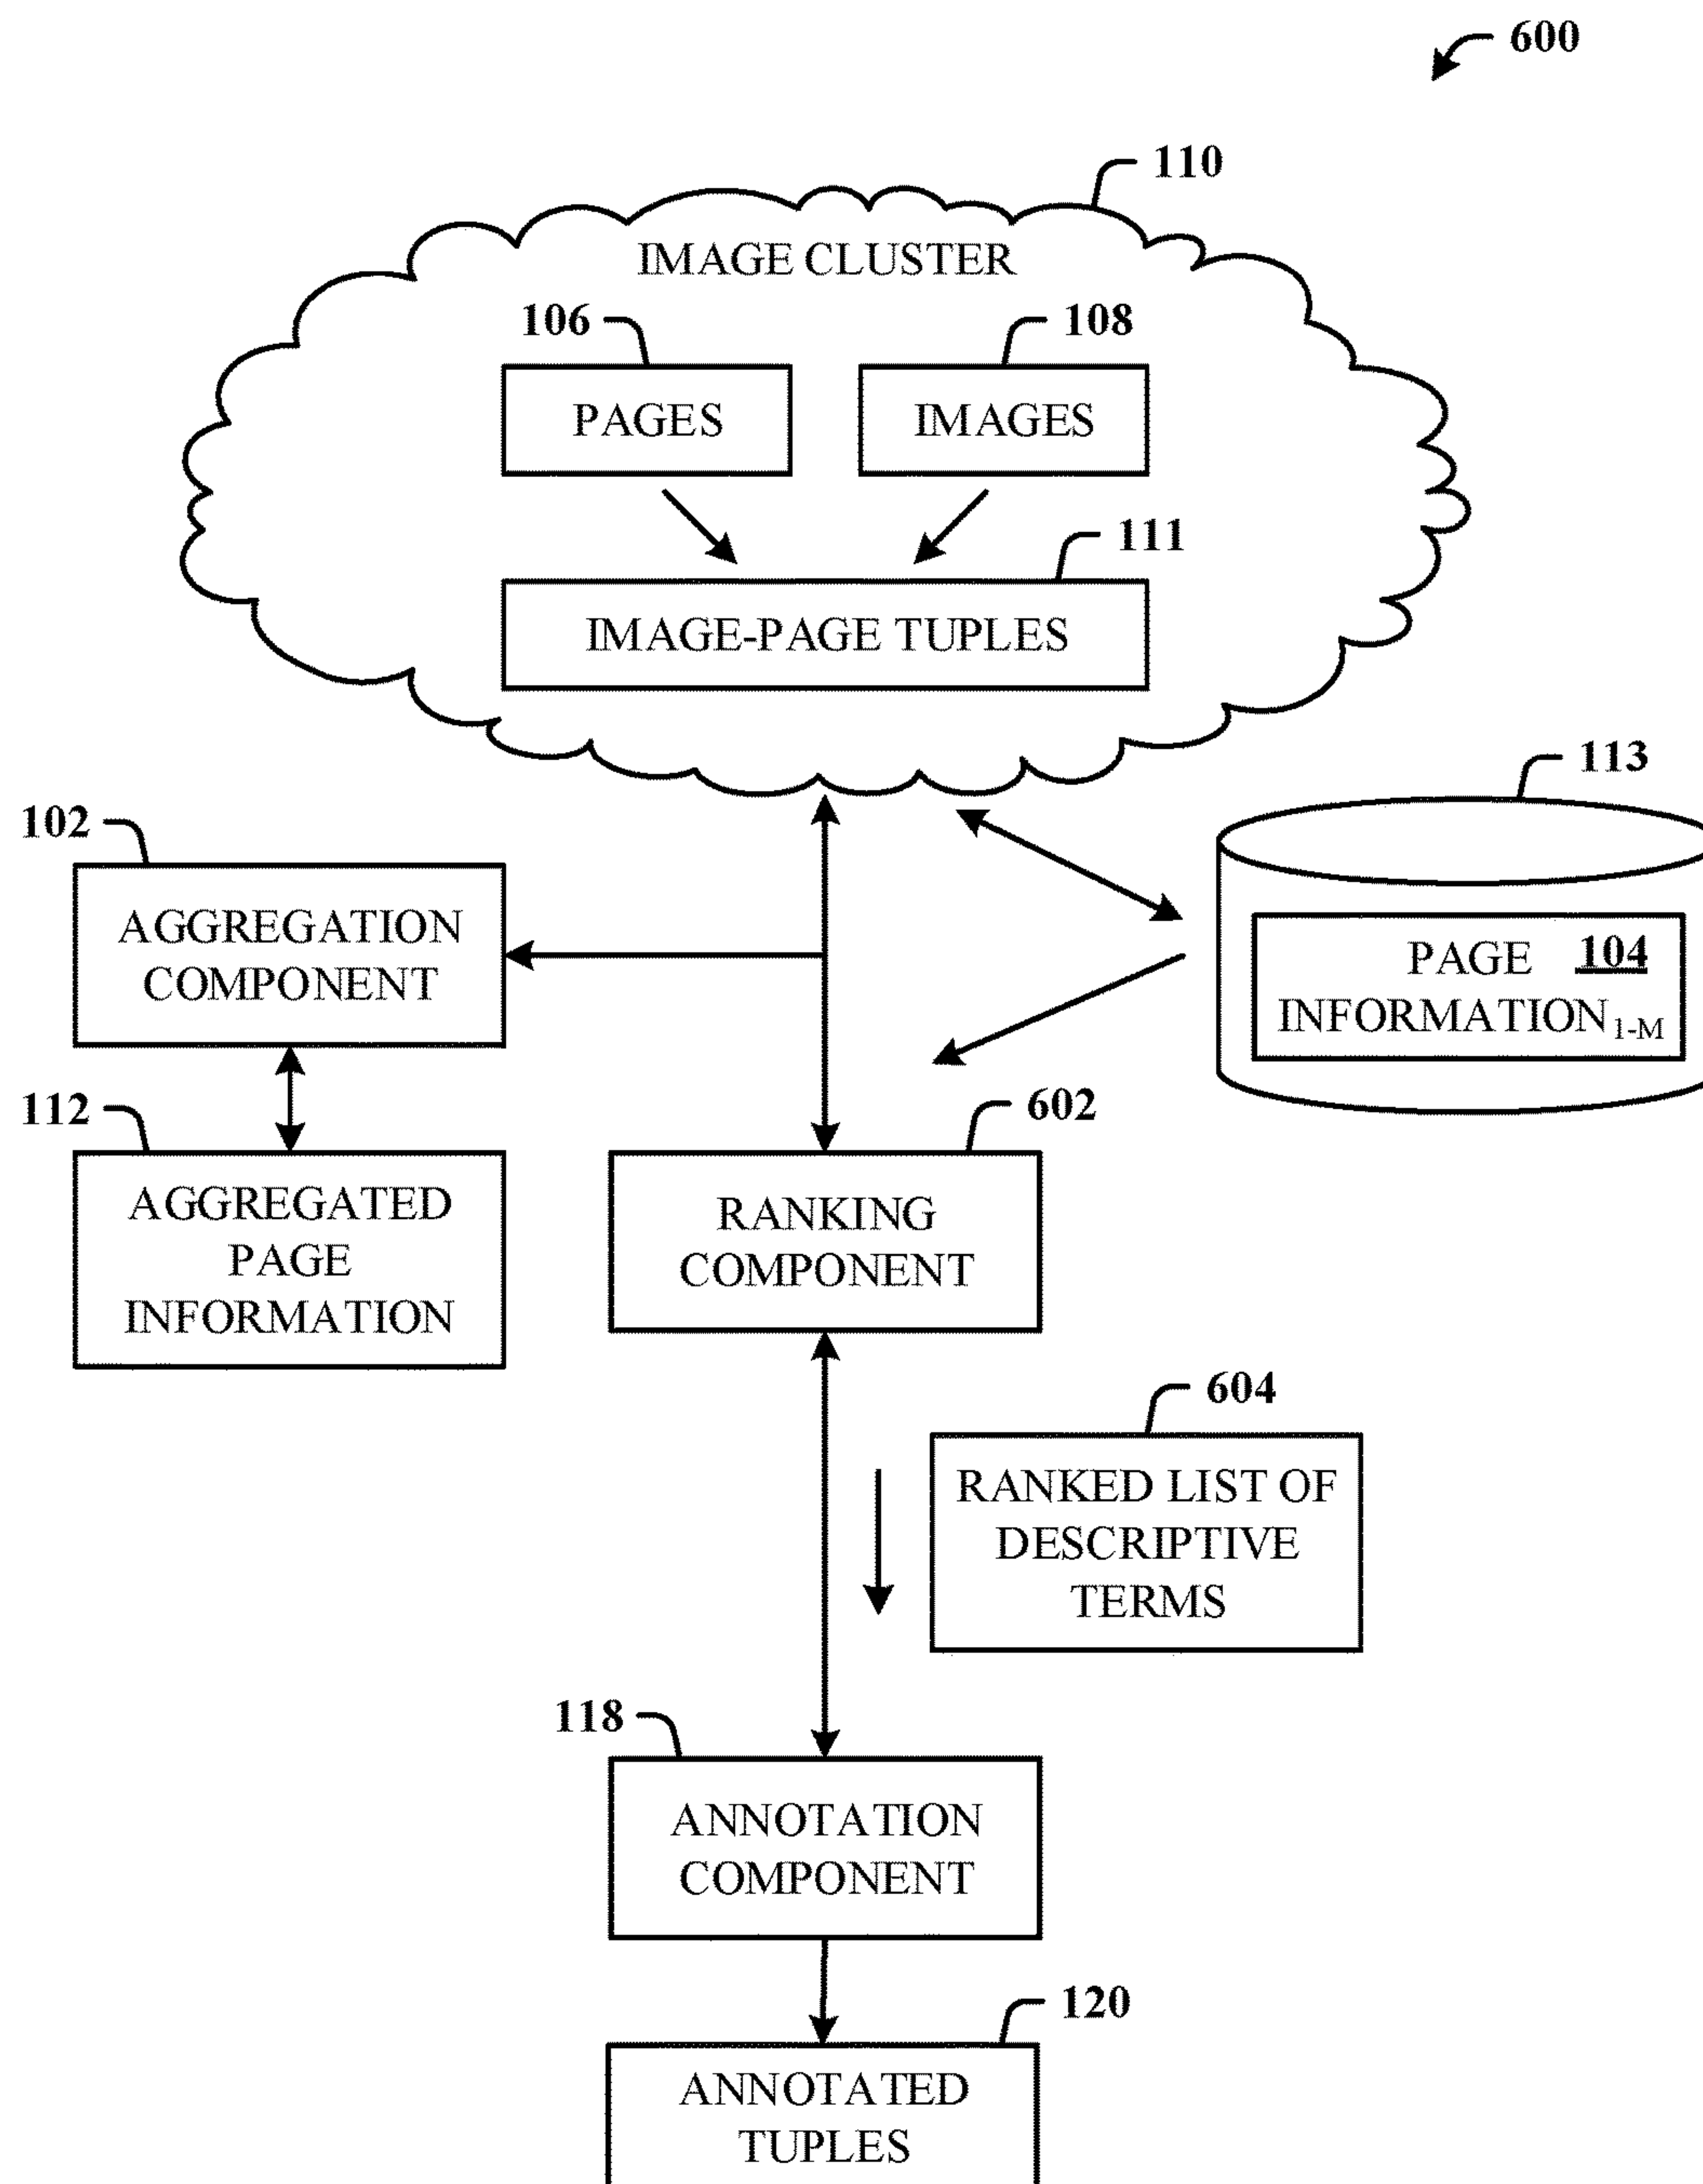 600
110
IMAGE CLUSTER
106
108
PAGES
IMAGES
111
IMAGE-PAGE TUPLES
113
102
AGGREGATION
COMPONENT
PAGE 104
INFORMATION1-M
112
602
AGGREGATED
PAGE
INFORMATION
RANKING
COMPONENT
604
RANKED LIST OF
DESCRIPTIVE
TERMS
118
ANNOTATION
COMPONENT
120
ANNOTATED
TUPLES